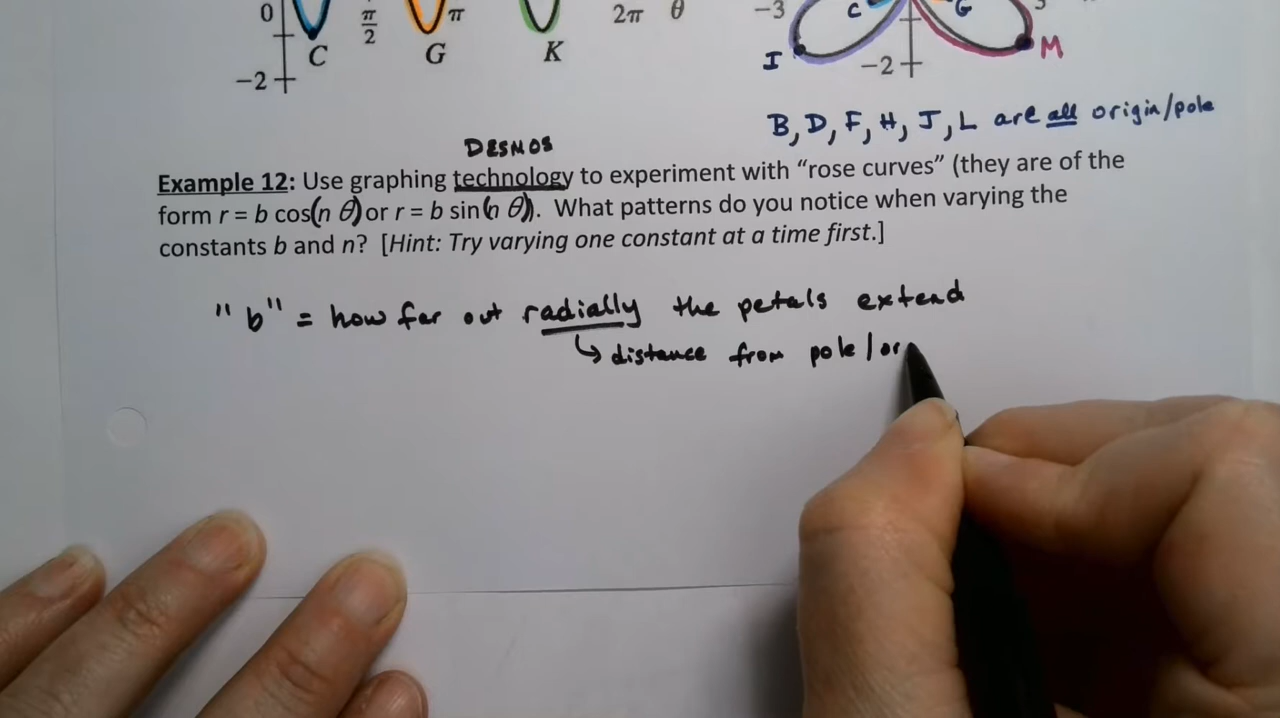 0 π/2 π 2π θ -3 C G 3
C G K I M
-2 -2
B, D, F, H, J, L are all origin/pole
DESMOS
Example 12: Use graphing technology to experiment with “rose curves” (they are of the
form r = b cos(n θ) or r = b sin(n θ). What patterns do you notice when varying the
constants b and n? [Hint: Try varying one constant at a time first.]
"b" = how far out radially the petals extend
↳ distance from pole/or